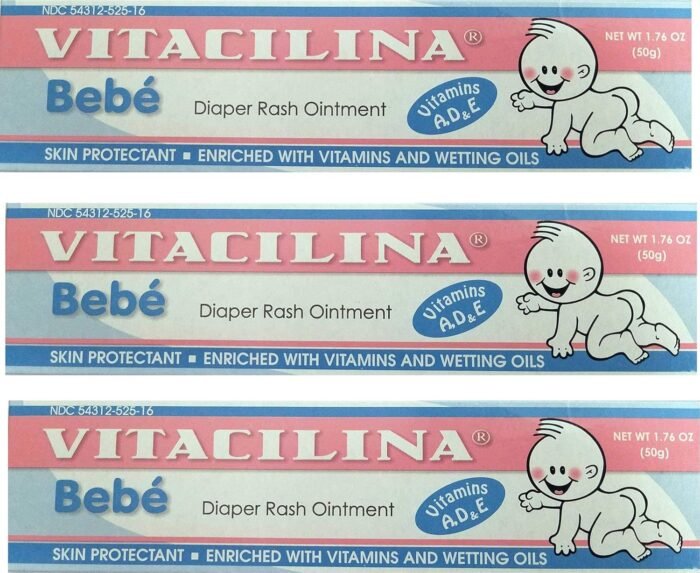 NDC 54312-525-16
VITACILINA®
NET WT 1.76 OZ
(50g)
Bebé
Diaper Rash Ointment
Vitamins
A,D&E
SKIN PROTECTANT ▪ ENRICHED WITH VITAMINS AND WETTING OILS
NDC 54312-525-16
VITACILINA®
NET WT 1.76 OZ
(50g)
Bebé
Diaper Rash Ointment
Vitamins
A,D&E
SKIN PROTECTANT ▪ ENRICHED WITH VITAMINS AND WETTING OILS
NDC 54312-525-16
VITACILINA®
NET WT 1.76 OZ
(50g)
Bebé
Diaper Rash Ointment
Vitamins
A,D&E
SKIN PROTECTANT ▪ ENRICHED WITH VITAMINS AND WETTING OILS